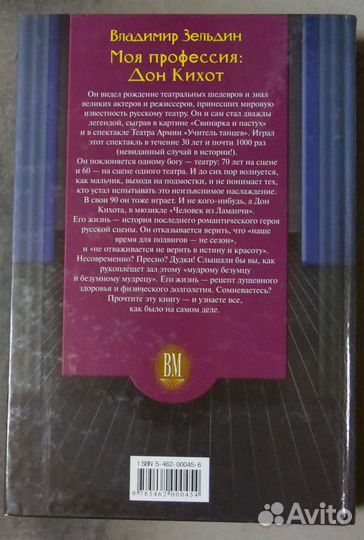 Владимир Зельдин
Моя профессия:
Дон Кихот
Он видел рождение театральных шедевров и знал
великих актеров и режиссеров, принесших мировую
известность русскому театру. Он и сам стал дважды
легендой, сыграв в картине «Свинарка и пастух»
и в спектакле Театра Армии «Учитель танцев». Играл
этот спектакль в течение 30 лет и почти 1000 раз
(невиданный случай в истории!).
Он поклоняется одному богу — театру: 70 лет на сцене
и 60 — на сцене одного театра. И до сих пор волнуется,
как мальчик, выходя на подмостки, и не понимает тех,
кто устал испытывать это неизъяснимое наслаждение.
В свои 90 он тоже играет. И не кого-нибудь, а Дон
Кихота, в мюзикле «Человек из Ламанчи».
Его жизнь — история последнего романтического героя
русской сцены. Он отказывается верить, что «наше
время для подвигов — не сезон»,
и «не отваживается не верить в истину и красоту».
Несовременно? Пресно? Дудки! Слышали бы вы, как
рукоплещет зал этому «мудрому безумцу
и безумному мудрецу». Его жизнь — рецепт душевного
здоровья и физического долголетия. Сомневаетесь?
Прочтите эту книгу — и узнаете все,
как было на самом деле.
ВМ
ISBN 5-462-00045-6
9 785462 000454
Avito